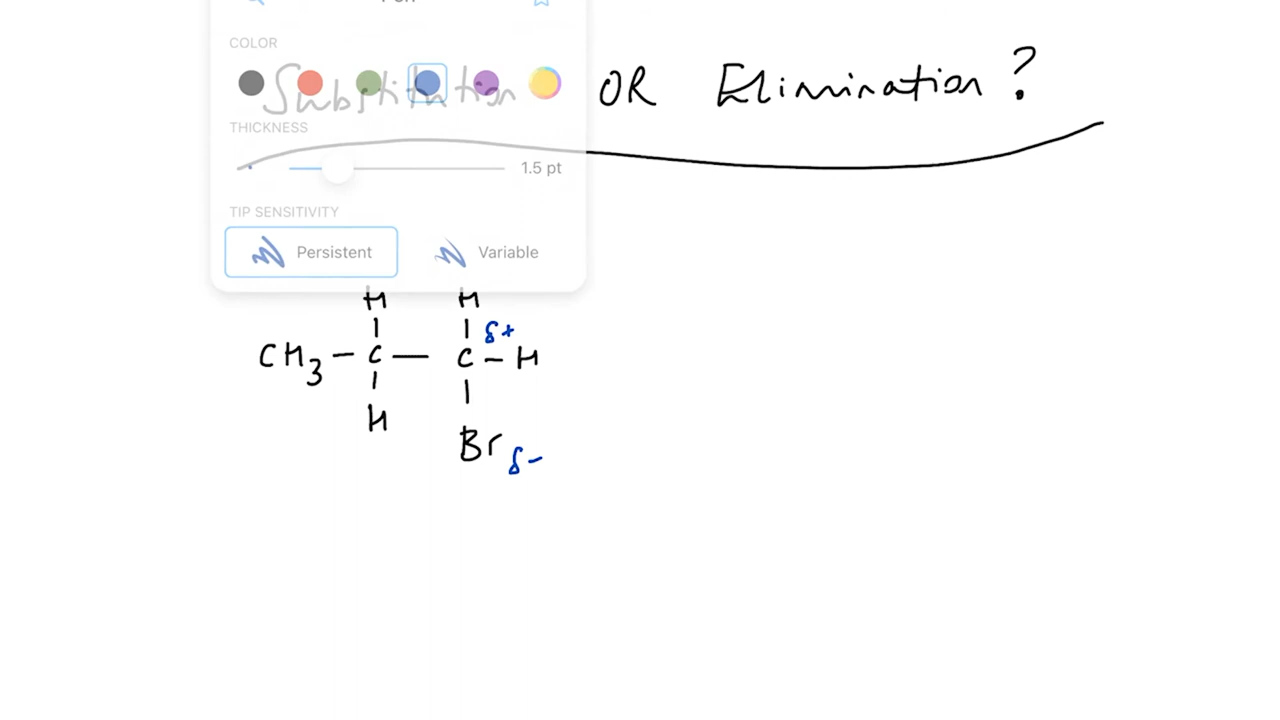 COLOR
Substitution OR Elimination ?
THICKNESS
1.5 pt
TIP SENSITIVITY
Persistent Variable
H H
δ+
CH3 – C — C – H
H
Br δ–